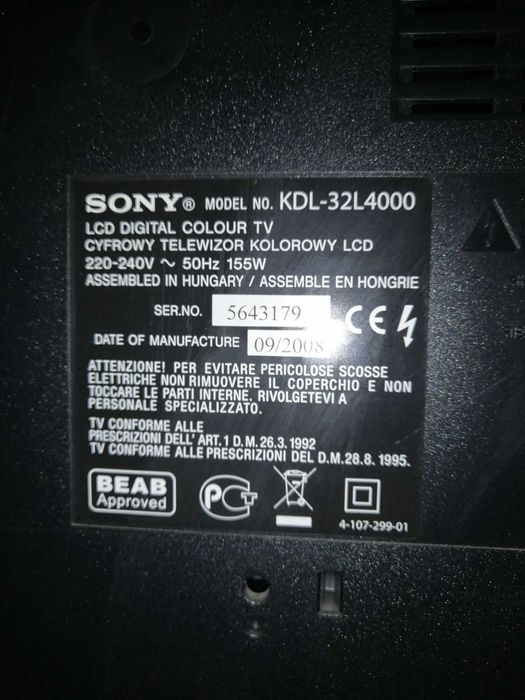 SONY® MODEL NO. KDL-32L4000
LCD DIGITAL COLOUR TV
CYFROWY TELEWIZOR KOLOROWY LCD
220-240V ~ 50Hz 155W
ASSEMBLED IN HUNGARY / ASSEMBLE EN HONGRIE
SER.NO. 5643179
CE
DATE OF MANUFACTURE 09/2008
ATTENZIONE! PER EVITARE PERICOLOSE SCOSSE
ELETTRICHE NON RIMUOVERE IL COPERCHIO E NON
TOCCARE LE PARTI INTERNE. RIVOLGETEVI A
PERSONALE SPECIALIZZATO.
TV CONFORME ALLE
PRESCRIZIONI DELL' ART.1 D.M.26.3. 1992
TV CONFORME ALLE PRESCRIZIONI DEL D.M.28.8. 1995.
BEAB
Approved
PCT
4-107-299-01